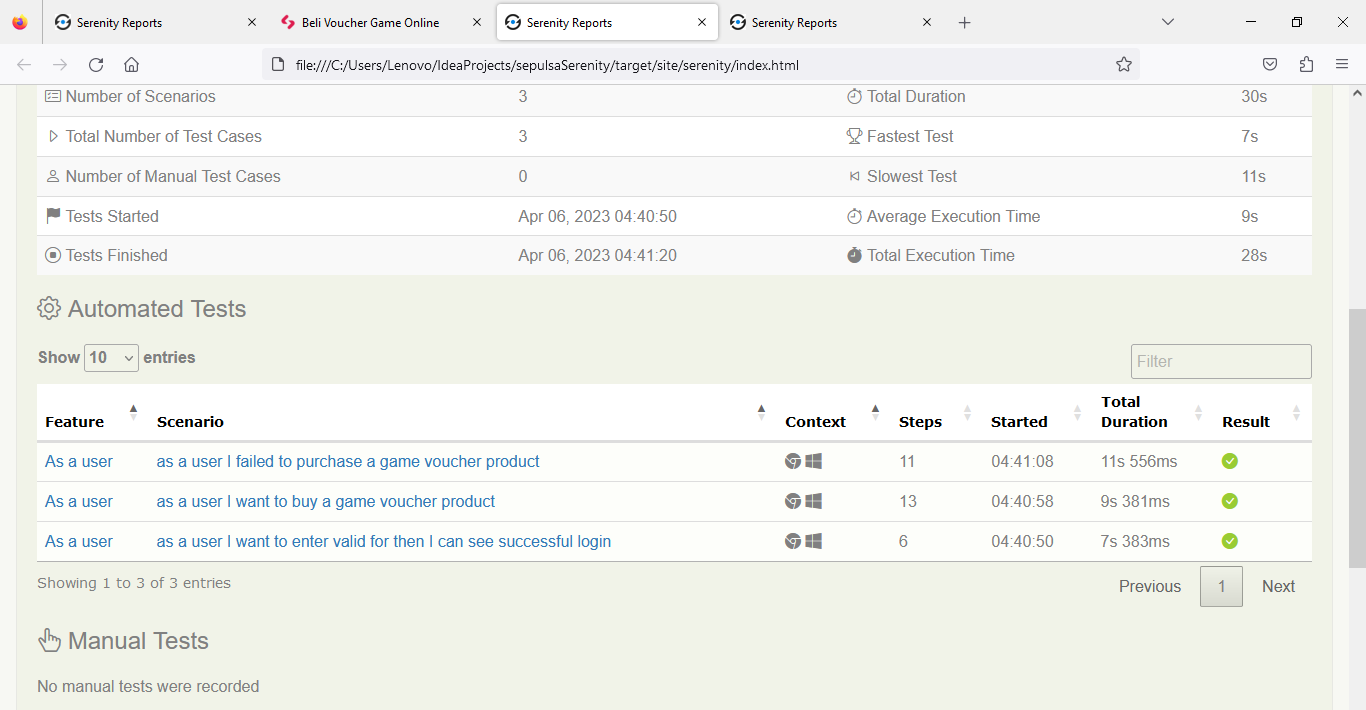 Serenity Reports
Beli Voucher Game Online
Serenity Reports
Serenity Reports
file:///C:/Users/Lenovo/IdeaProjects/sepulsaSerenity/target/site/serenity/index.html
Number of Scenarios 3 Total Duration 30s
Total Number of Test Cases 3 Fastest Test 7s
Number of Manual Test Cases 0 Slowest Test 11s
Tests Started Apr 06, 2023 04:40:50 Average Execution Time 9s
Tests Finished Apr 06, 2023 04:41:20 Total Execution Time 28s
Automated Tests
Show 10 entries
Filter
Feature Scenario Context Steps Started Total Duration Result
As a user as a user I failed to purchase a game voucher product 11 04:41:08 11s 556ms
As a user as a user I want to buy a game voucher product 13 04:40:58 9s 381ms
As a user as a user I want to enter valid for then I can see successful login 6 04:40:50 7s 383ms
Showing 1 to 3 of 3 entries
Previous 1 Next
Manual Tests
No manual tests were recorded